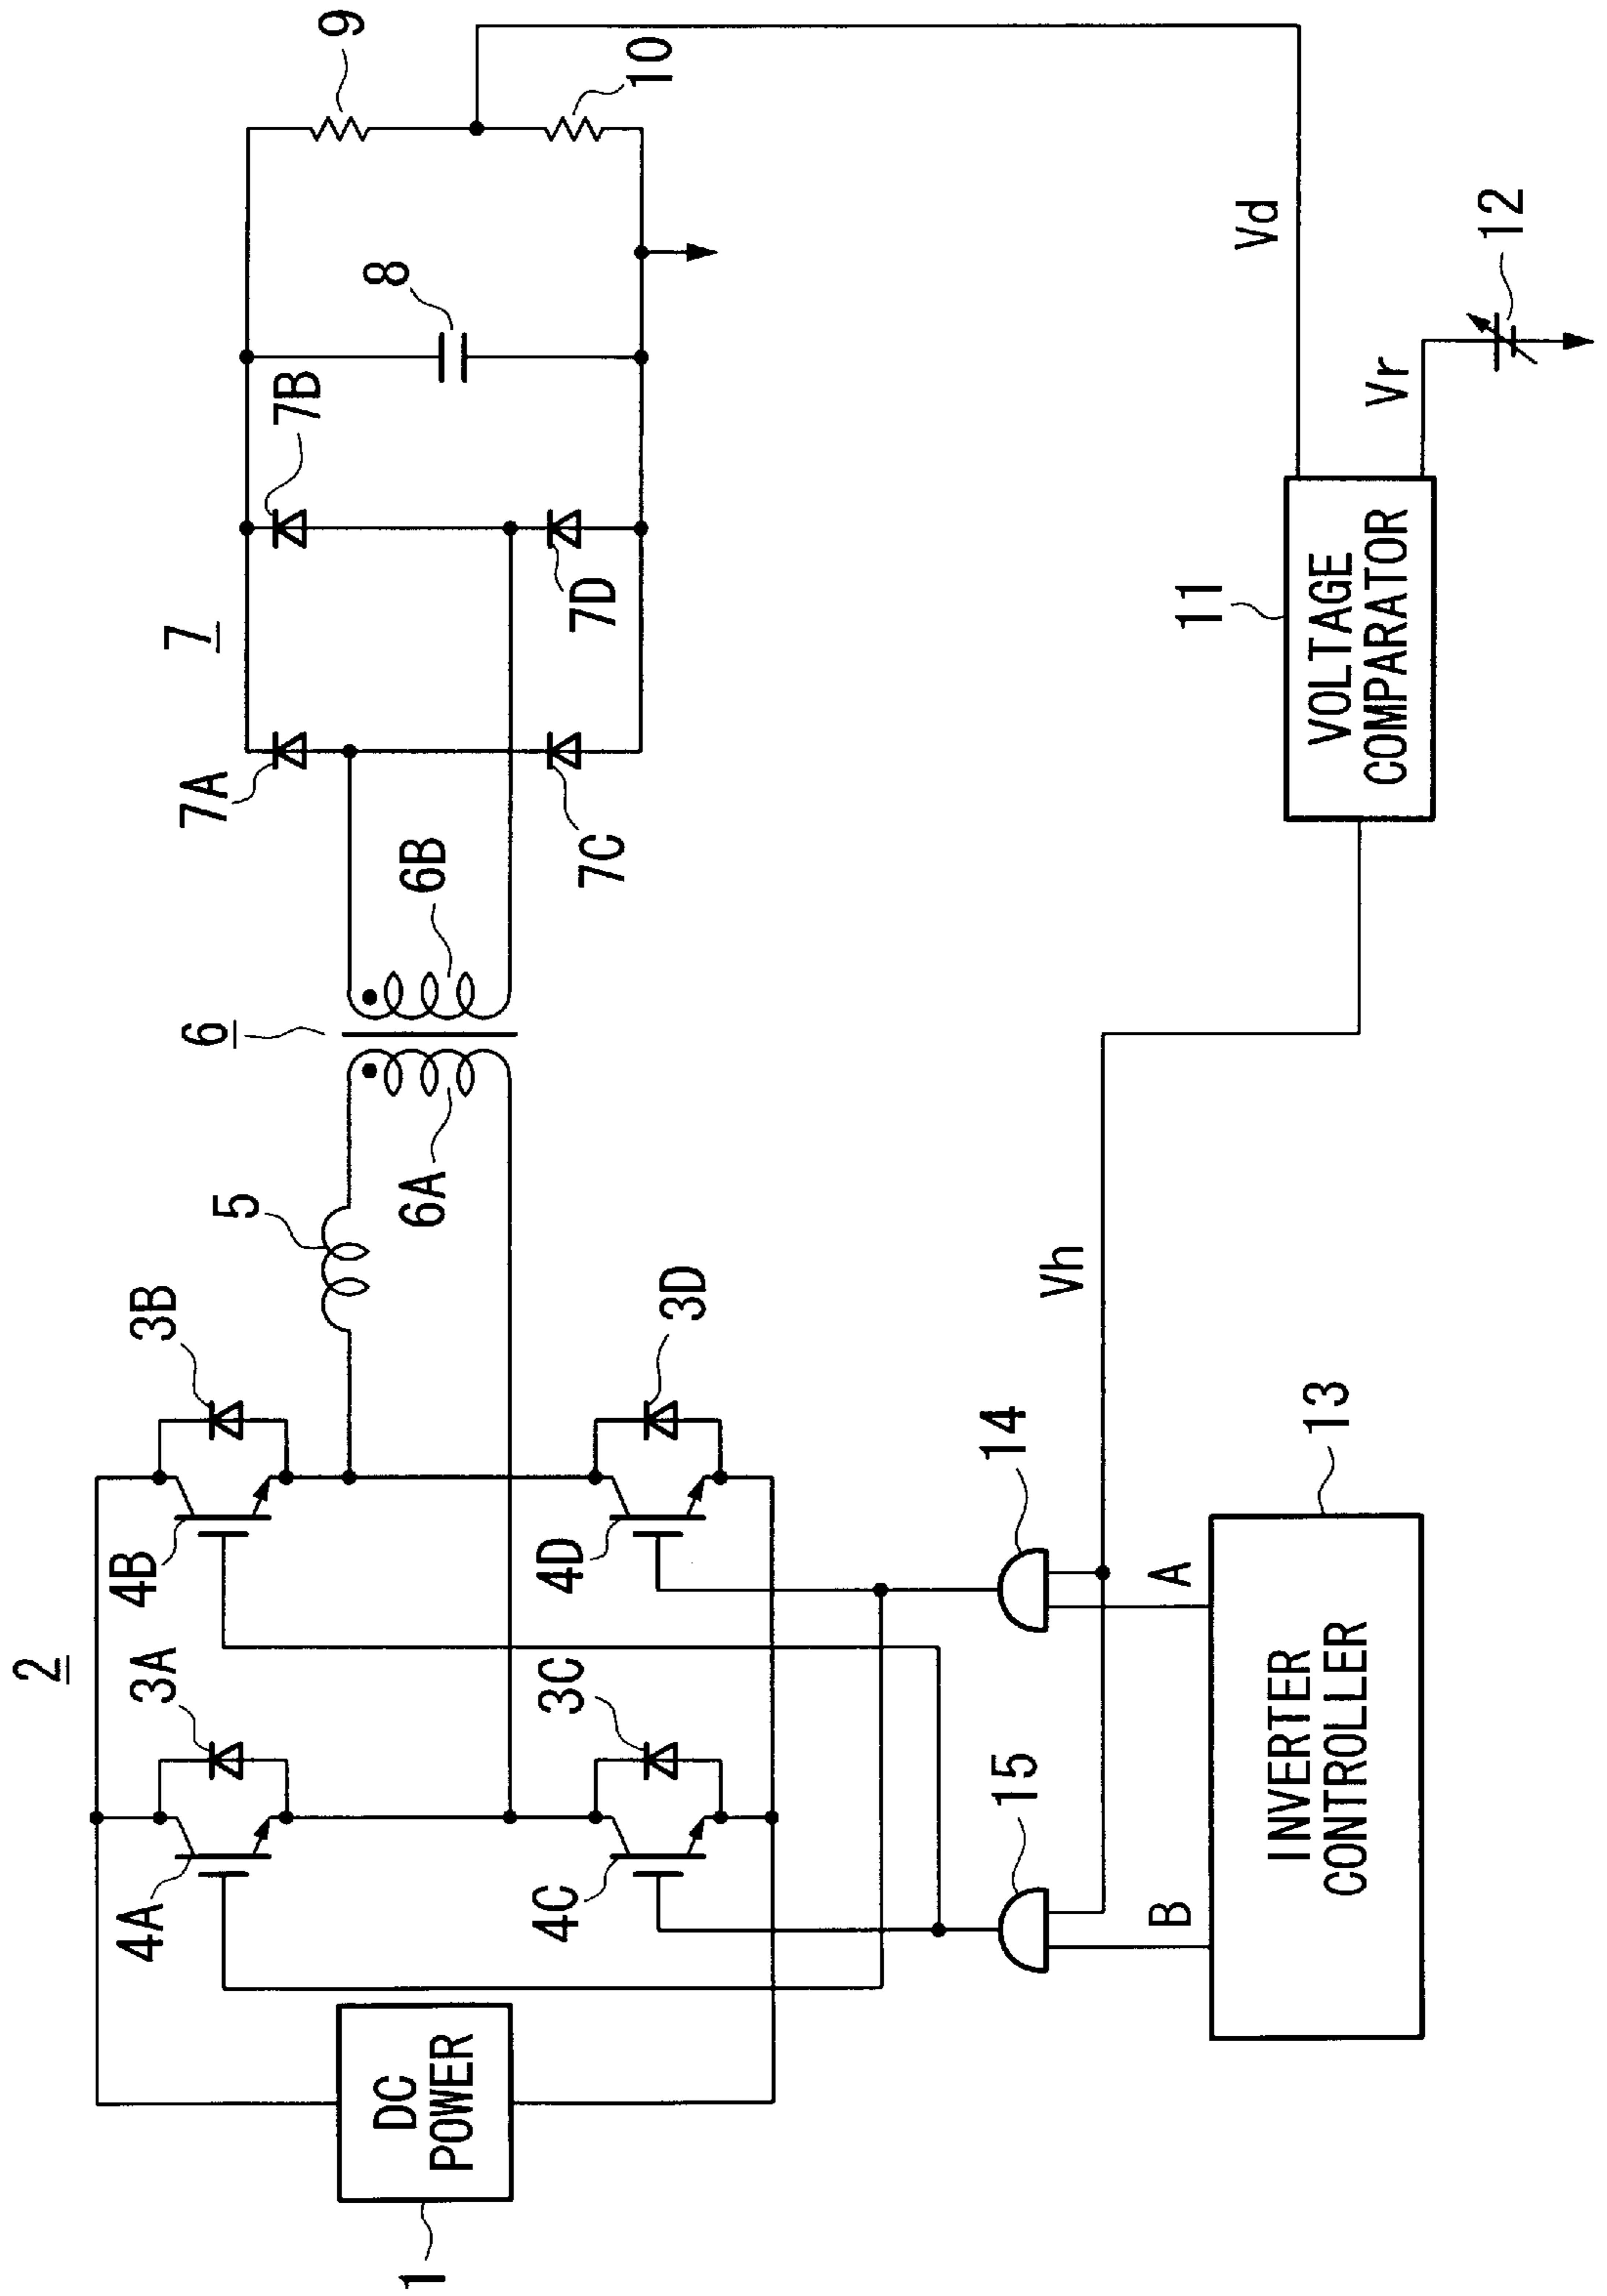 2
3A
3B
4A
4B
3C
3D
4C
4D
DC
POWER
1
5
6
6A
6B
7
7A
7B
7C
7D
8
9
10
15
14
Vh
B
A
INVERTER
CONTROLLER
13
11
VOLTAGE
COMPARATOR
Vd
Vr
12